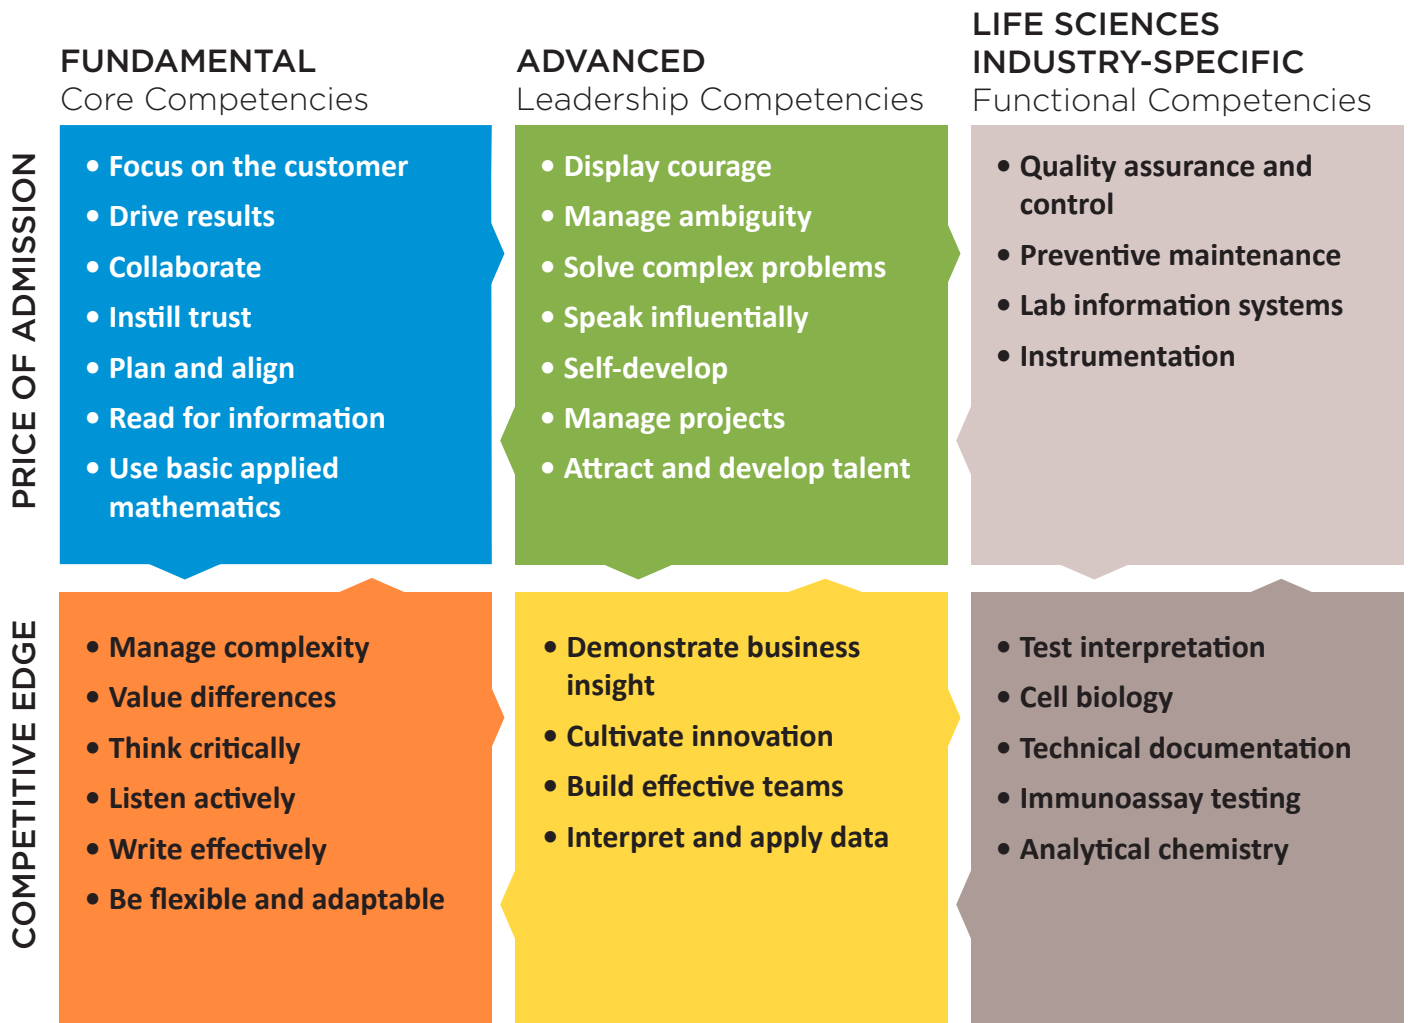 FUNDAMENTAL
Core Competencies
ADVANCED
Leadership Competencies
LIFE SCIENCES
INDUSTRY-SPECIFIC
Functional Competencies
PRICE OF ADMISSION
• Focus on the customer
• Drive results
• Collaborate
• Instill trust
• Plan and align
• Read for information
• Use basic applied
mathematics
• Display courage
• Manage ambiguity
• Solve complex problems
• Speak influentially
• Self-develop
• Manage projects
• Attract and develop talent
• Quality assurance and
control
• Preventive maintenance
• Lab information systems
• Instrumentation
COMPETITIVE EDGE
• Manage complexity
• Value differences
• Think critically
• Listen actively
• Write effectively
• Be flexible and adaptable
• Demonstrate business
insight
• Cultivate innovation
• Build effective teams
• Interpret and apply data
• Test interpretation
• Cell biology
• Technical documentation
• Immunoassay testing
• Analytical chemistry